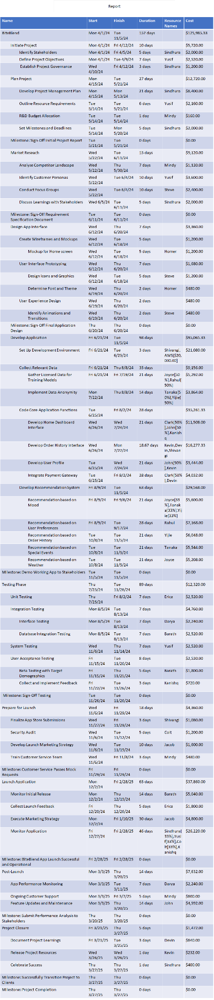 Report
Name Start Finish Duration Resource Names Cost
BiteBlend Mon 4/1/24 Tue 11/5/24 157 days $125,985.33
Initiate Project Mon 4/1/24 Fri 4/12/24 10 days $5,720.00
Identify Stakeholders Mon 4/1/24 Fri 4/5/24 5 days Sindhura $2,000.00
Define Project Objectives Mon 4/1/24 Tue 4/9/24 7 days Yusif $2,520.00
Establish Project Governance Wed 4/10/24 Fri 4/12/24 3 days Sindhura $1,200.00
Plan Project Mon 4/15/24 Tue 5/21/24 27 days $12,720.00
Develop Project Management Plan Mon 4/15/24 Mon 5/13/24 21 days Sindhura $8,400.00
Outline Resource Requirements Tue 5/14/24 Tue 5/21/24 6 days Yusif $2,160.00
R&D Budget Allocation Tue 5/14/24 Tue 5/14/24 1 day Mindy $160.00
Set Milestones and Deadlines Tue 5/14/24 Mon 5/20/24 5 days Sindhura $2,000.00
Milestone: Sign-Off Initial Project Report Tue 5/21/24 Tue 5/21/24 0 days $0.00
Market Reseach Wed 5/22/24 Tue 6/11/24 15 days $9,120.00
Analyze Competitor Landscape Wed 5/22/24 Thu 5/30/24 7 days Mindy $1,120.00
Identify Customer Personas Wed 5/22/24 Tue 6/4/24 10 days Yusif $3,600.00
Conduct Focus Groups Wed 5/22/24 Tue 6/4/24 10 days Steve $2,400.00
Discuss Learnings with Stakeholders Wed 6/5/24 Tue 6/11/24 5 days Sindhura $2,000.00
Milestone: Sign-Off Requirement Specification Document Tue 6/11/24 Tue 6/11/24 0 days $0.00
Design App Interface Wed 6/12/24 Thu 6/20/24 7 days $3,360.00
Create Wireframes and Mockups Wed 6/12/24 Tue 6/18/24 5 days $1,200.00
Mockup for Home screen Wed 6/12/24 Tue 6/18/24 5 days Homer $1,200.00
User Interface Prototyping Wed 6/12/24 Thu 6/20/24 7 days $1,680.00
Design Icons and Graphics Wed 6/12/24 Tue 6/18/24 5 days Steve $1,200.00
Determine Font and Theme Wed 6/19/24 Thu 6/20/24 2 days Homer $480.00
User Experience Design Wed 6/19/24 Thu 6/20/24 2 days $480.00
Identify Animations and Transitions Wed 6/19/24 Thu 6/20/24 2 days Steve $480.00
Milestone: Sign-Off Final Application Design Thu 6/20/24 Thu 6/20/24 0 days $0.00
Develop Application Fri 6/21/24 Tue 11/5/24 98 days $95,065.33
Set Up Development Environment Fri 6/21/24 Tue 6/25/24 3 days Shivangi,AWS[$20,000.00] $21,080.00
Collect Relevant Data Fri 6/21/24 Thu 8/8/24 35 days $9,156.00
Gather Licensed Data for Training Models Fri 6/21/24 Fri 7/19/24 21 days Joyce[50%],Rahul[50%] $5,292.00
Implement Data Anonymity Mon 7/22/24 Thu 8/8/24 14 days Tanaka[50%],Yijie[50%] $3,864.00
Code Core Application Functions Tue 6/25/24 Fri 8/2/24 28 days $35,261.33
Develop Home Dashboard Interface Wed 6/26/24 Wed 7/24/24 21 days Clark[50%],John[50%],Kanishq $11,508.00
Develop Order History Interface Wed 6/26/24 Mon 7/22/24 18.67 days Kevin,Devin,Shivangi $16,277.33
Develop User Profile Tue 6/25/24 Wed 7/24/24 21 days John[50%],Kevin $3,444.00
Integrate Payment Gateway Tue 6/25/24 Fri 8/2/24 28 days Clark[50%],Devin $4,032.00
Develop Recommendation System Fri 8/9/24 Tue 11/5/24 63 days $29,568.00
Recommendation based on Mood Fri 8/9/24 Fri 9/6/24 21 days Joyce[33%],Tanaka[33%],Yijie[33%] $5,600.00
Recommendation based on User Preferences Fri 8/9/24 Tue 9/17/24 28 days Rahul $7,168.00
Recommendation based on Order History Tue 10/8/24 Tue 11/5/24 21 days Yijie $6,048.00
Recommendation based on Special Events Tue 10/8/24 Tue 11/5/24 21 days Tanaka $5,544.00
Recommendation based on Weather Tue 10/8/24 Tue 11/5/24 21 days Joyce $5,208.00
Milestone: Demo Working App to Stakeholders Tue 11/5/24 Tue 11/5/24 0 days $0.00
Testing Phase Thu 7/25/24 Tue 11/26/24 89 days $12,320.00
Unit Testing Thu 7/25/24 Fri 8/2/24 7 days Erica $2,520.00
Integration Testing Mon 8/5/24 Tue 8/13/24 7 days $4,760.00
Interface Testing Mon 8/5/24 Tue 8/13/24 7 days Darya $2,240.00
Database Integration Testing Mon 8/5/24 Tue 8/13/24 7 days Barath $2,520.00
System Testing Wed 11/6/24 Thu 11/14/24 7 days Yusif $2,520.00
User Acceptance Testing Fri 11/15/24 Tue 11/26/24 8 days $2,520.00
Beta Testing with Target Demographics Fri 11/15/24 Thu 11/21/24 5 days Barath $1,800.00
Collect and Implement Feedback Fri 11/22/24 Tue 11/26/24 3 days Kanishq $720.00
Milestone: Sign-Off Testing Tue 11/26/24 Tue 11/26/24 0 days $0.00
Prepare for Launch Wed 11/6/24 Fri 11/29/24 18 days $4,360.00
Finalize App Store Submissions Wed 11/27/24 Fri 11/29/24 3 days Shivangi $1,080.00
Security Audit Wed 11/6/24 Tue 11/12/24 5 days Colt $1,200.00
Develop Launch Marketing Strategy Wed 11/6/24 Tue 11/19/24 10 days Jacob $1,600.00
Train Customer Service Team Wed 11/6/24 Fri 11/8/24 3 days Mindy $480.00
Milestone: Customer Service Passes Mock Requests Fri 11/29/24 Fri 11/29/24 0 days $0.00
Launch Application Mon 12/2/24 Fri 2/28/25 65 days $37,860.00
Monitor Initial Release Mon 12/2/24 Thu 12/19/24 14 days Barath $5,040.00
Collect Launch Feedback Fri 12/20/24 Thu 12/26/24 5 days Erica $1,800.00
Execute Marketing Strategy Mon 12/2/24 Fri 1/10/25 30 days Jacob $4,800.00
Monitor Application Fri 12/27/24 Fri 2/28/25 46 days Sindhura[33%],Yusif[33%],Colt[33%],Kanishq $26,220.00
Milestone: BiteBlend App Launch Successful and Operational Fri 2/28/25 Fri 2/28/25 0 days $0.00
Post-Launch Mon 3/3/25 Thu 3/20/25 14 days $7,632.00
App Performance Monitoring Mon 3/3/25 Tue 3/11/25 7 days Darya $2,240.00
Ongoing Customer Support Mon 3/3/25 Fri 3/7/25 5 days Mindy $800.00
Feature Updates and Maintenance Mon 3/3/25 Thu 3/20/25 14 days John $4,592.00
Milestone: Submit Performance Analysis to Stakeholders Thu 3/20/25 Thu 3/20/25 0 days $0.00
Project Closure Fri 3/21/25 Thu 3/27/25 5 days $1,472.00
Document Project Learnings Fri 3/21/25 Tue 3/25/25 3 days Devin $840.00
Release Project Resources Wed 3/26/25 Wed 3/26/25 1 day Kevin $232.00
Celebrate Success Thu 3/27/25 Thu 3/27/25 1 day Sindhura $400.00
Milestone: Successfully Transition Project to Clients Thu 3/27/25 Thu 3/27/25 0 days $0.00
Milestone: Project Completion Thu 3/27/25 Thu 3/27/25 0 days $0.00